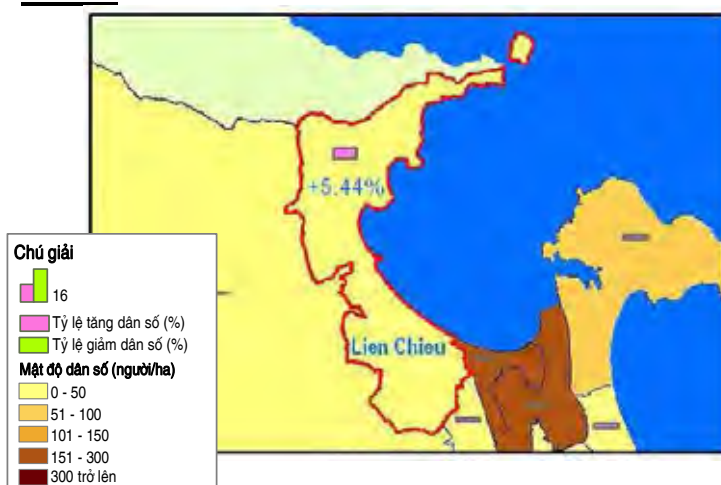 +5.44%
Lien Chieu
Chú giải
16
Tỷ lệ tăng dân số (%)
Tỷ lệ giảm dân số (%)
Mật độ dân số (người/ha)
0 - 50
51 - 100
101 - 150
151 - 300
300 trở lên